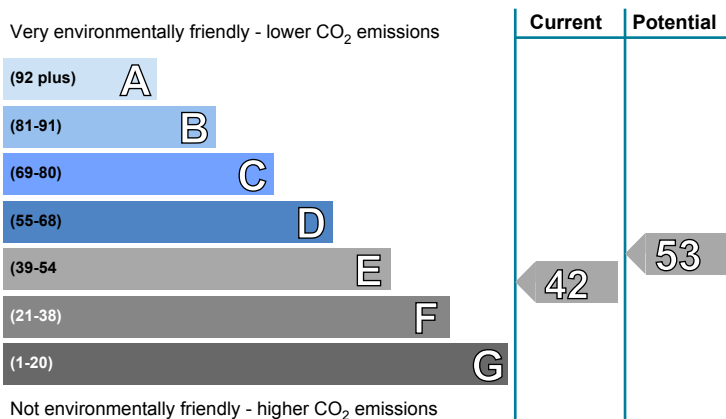 Current Potential
Very environmentally friendly - lower CO2 emissions
(92 plus) A
(81-91) B
(69-80) C
(55-68) D
(39-54 E
(21-38) F
(1-20) G
42
53
Not environmentally friendly - higher CO2 emissions